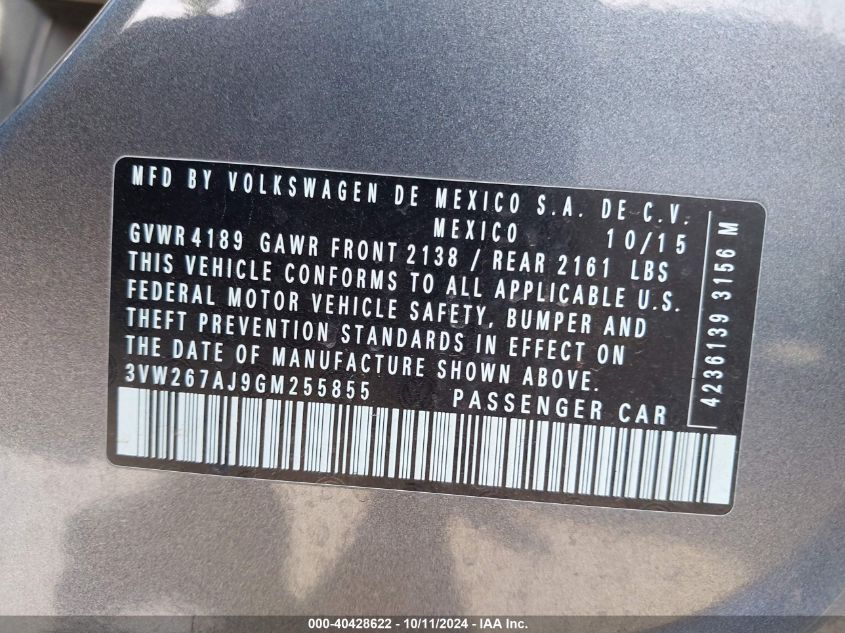 MFD BY VOLKSWAGEN DE MEXICO S.A. DE C.V.
MEXICO 10/15
GVWR 4189 GAWR FRONT 2138 / REAR 2161 LBS
THIS VEHICLE CONFORMS TO ALL APPLICABLE U.S.
FEDERAL MOTOR VEHICLE SAFETY, BUMPER AND
THEFT PREVENTION STANDARDS IN EFFECT ON
THE DATE OF MANUFACTURE SHOWN ABOVE.
3VW267AJ9GM255855 PASSENGER CAR
4236139 3156 M
000-40428622 - 10/11/2024 - IAA Inc.